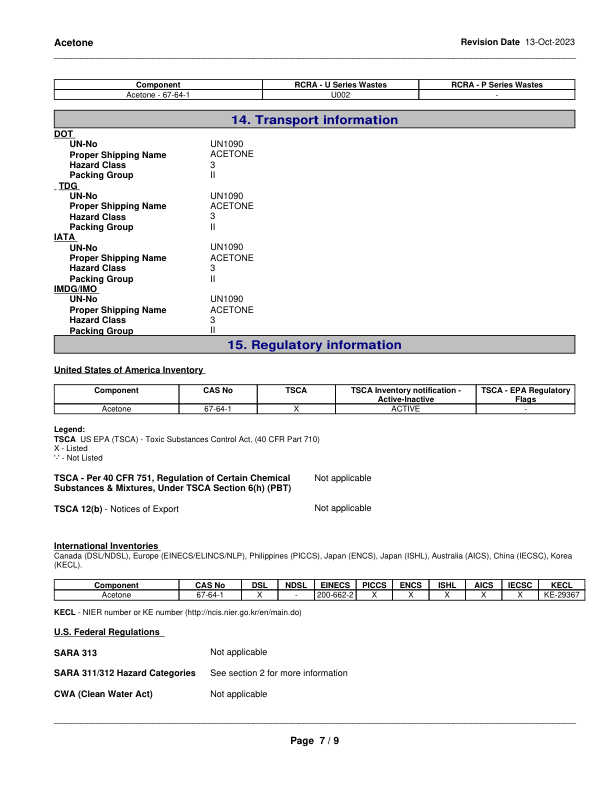 Acetone Revision Date 13-Oct-2023
Component RCRA - U Series Wastes RCRA - P Series Wastes
Acetone - 67-64-1 U002 -
14. Transport information
DOT
UN-No UN1090
Proper Shipping Name ACETONE
Hazard Class 3
Packing Group II
TDG
UN-No UN1090
Proper Shipping Name ACETONE
Hazard Class 3
Packing Group II
IATA
UN-No UN1090
Proper Shipping Name ACETONE
Hazard Class 3
Packing Group II
IMDG/IMO
UN-No UN1090
Proper Shipping Name ACETONE
Hazard Class 3
Packing Group II
15. Regulatory information
United States of America Inventory
Component CAS No TSCA TSCA Inventory notification - TSCA - EPA Regulatory
Active-Inactive Flags
Acetone 67-64-1 X ACTIVE -
Legend:
TSCA US EPA (TSCA) - Toxic Substances Control Act, (40 CFR Part 710)
X - Listed
'-' - Not Listed
TSCA - Per 40 CFR 751, Regulation of Certain Chemical Not applicable
Substances & Mixtures, Under TSCA Section 6(h) (PBT)
TSCA 12(b) - Notices of Export Not applicable
International Inventories
Canada (DSL/NDSL), Europe (EINECS/ELINCS/NLP), Philippines (PICCS), Japan (ENCS), Japan (ISHL), Australia (AICS), China (IECSC), Korea
(KECL).
Component CAS No DSL NDSL EINECS PICCS ENCS ISHL AICS IECSC KECL
Acetone 67-64-1 X - 200-662-2 X X X X X KE-29367
KECL - NIER number or KE number (http://ncis.nier.go.kr/en/main.do)
U.S. Federal Regulations
SARA 313 Not applicable
SARA 311/312 Hazard Categories See section 2 for more information
CWA (Clean Water Act) Not applicable
Page 7 / 9